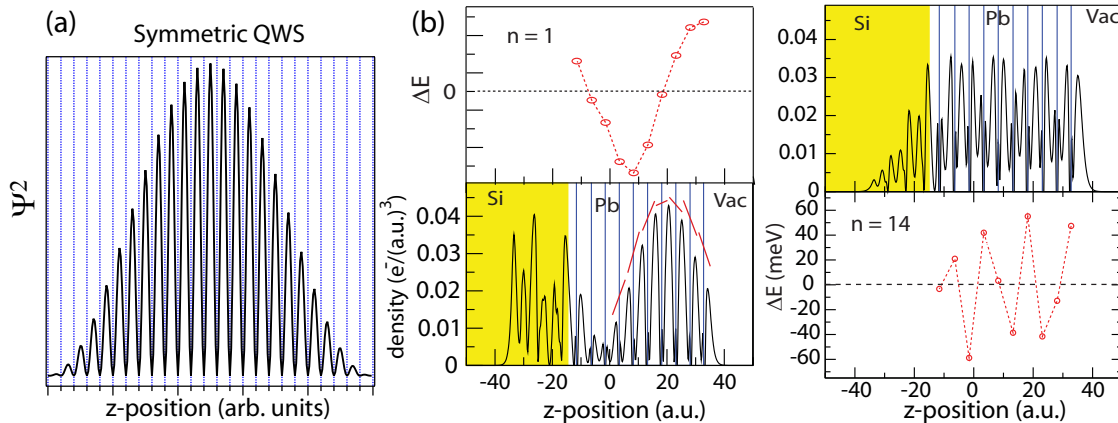 (a)
Symmetric QWS
Ψ2
z-position (arb. units)
(b)
n = 1
ΔE
0
Si
Pb
Vac
density (e⁻/(a.u.)³)
0.04
0.03
0.02
0.01
0
-40
-20
0
20
40
z-position (a.u.)
Si
Pb
Vac
0.04
0.03
0.02
0.01
0
n = 14
ΔE (meV)
60
40
20
0
-20
-40
-60
-40
-20
0
20
40
z-position (a.u.)